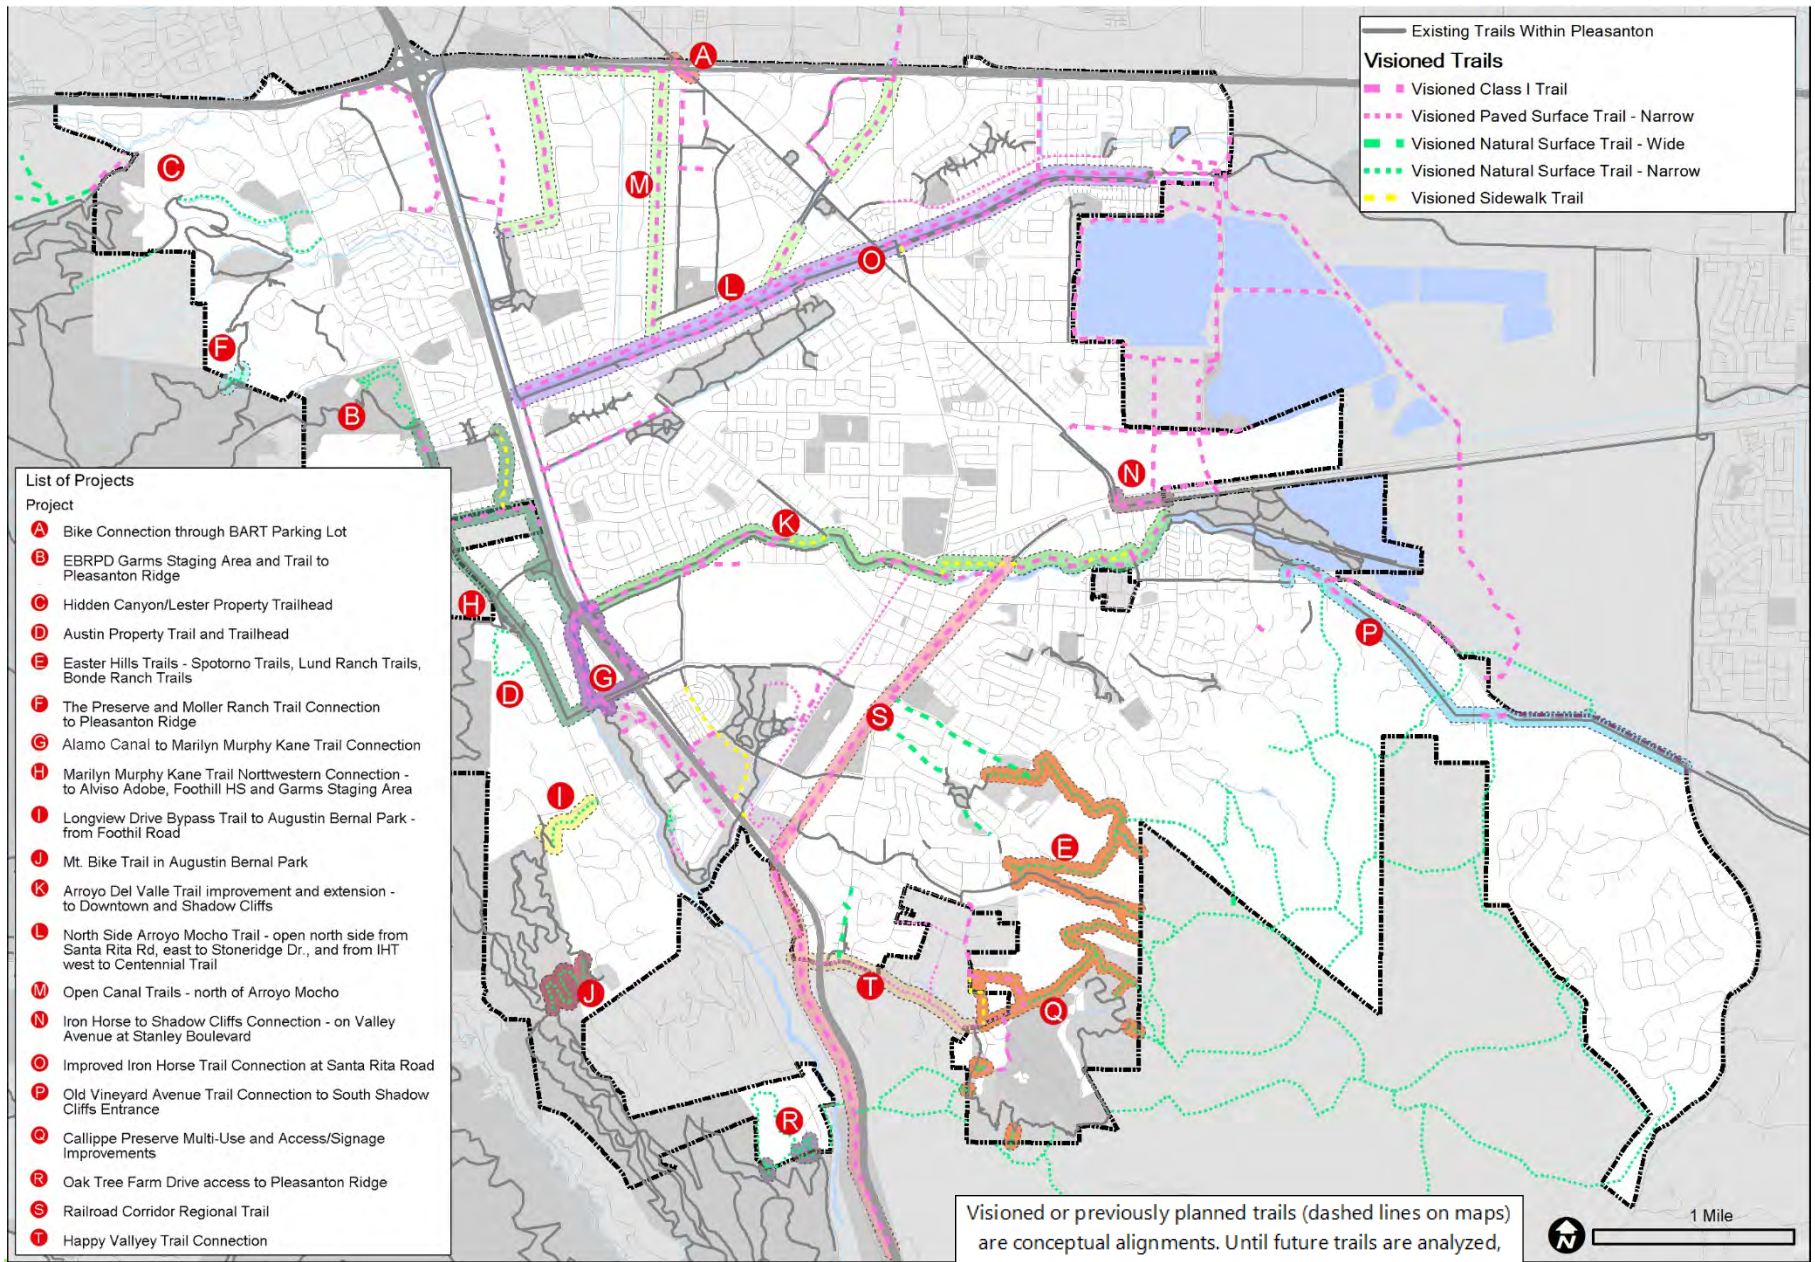 A
C
M
L
O
F
B
N
K
H
P
D
G
S
I
E
J
T
Q
R
Existing Trails Within Pleasanton
Visioned Trails
Visioned Class I Trail
Visioned Paved Surface Trail - Narrow
Visioned Natural Surface Trail - Wide
Visioned Natural Surface Trail - Narrow
Visioned Sidewalk Trail
List of Projects
Project
A Bike Connection through BART Parking Lot
B EBRPD Garms Staging Area and Trail to
Pleasanton Ridge
C Hidden Canyon/Lester Property Trailhead
D Austin Property Trail and Trailhead
E Easter Hills Trails - Spotorno Trails, Lund Ranch Trails,
Bonde Ranch Trails
F The Preserve and Moller Ranch Trail Connection
to Pleasanton Ridge
G Alamo Canal to Marilyn Murphy Kane Trail Connection
H Marilyn Murphy Kane Trail Nortwestern Connection -
to Alviso Adobe, Foothill HS and Garms Staging Area
I Longview Drive Bypass Trail to Augustin Bernal Park -
from Foothil Road
J Mt. Bike Trail in Augustin Bernal Park
K Arroyo Del Valle Trail improvement and extension -
to Downtown and Shadow Cliffs
L North Side Arroyo Mocho Trail - open north side from
Santa Rita Rd, east to Stoneridge Dr., and from IHT
west to Centennial Trail
M Open Canal Trails - north of Arroyo Mocho
N Iron Horse to Shadow Cliffs Connection - on Valley
Avenue at Stanley Boulevard
O Improved Iron Horse Trail Connection at Santa Rita Road
P Old Vineyard Avenue Trail Connection to South Shadow
Cliffs Entrance
Q Callippe Preserve Multi-Use and Access/Signage
Improvements
R Oak Tree Farm Drive access to Pleasanton Ridge
S Railroad Corridor Regional Trail
T Happy Vallyey Trail Connection
Visioned or previously planned trails (dashed lines on maps)
are conceptual alignments. Until future trails are analyzed,
N
1 Mile